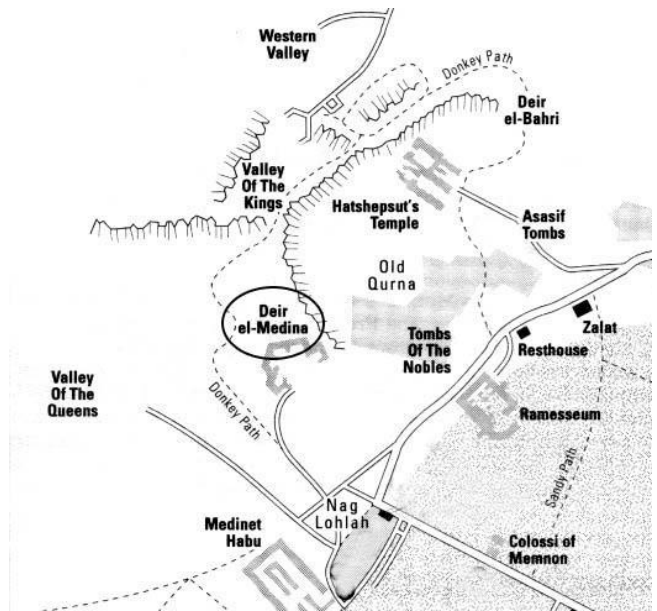 Western
Valley
Donkey Path
Deir
el-Bahri
Valley
Of The
Kings
Hatshepsut's
Temple
Asasif
Tombs
Old
Qurna
Deir
el-Medina
Tombs
Of The
Nobles
Zalat
Resthouse
Valley
Of The
Queens
Donkey Path
Ramesseum
Sandy Path
Nag
Lohlah
Medinet
Habu
Colossi of
Memnon